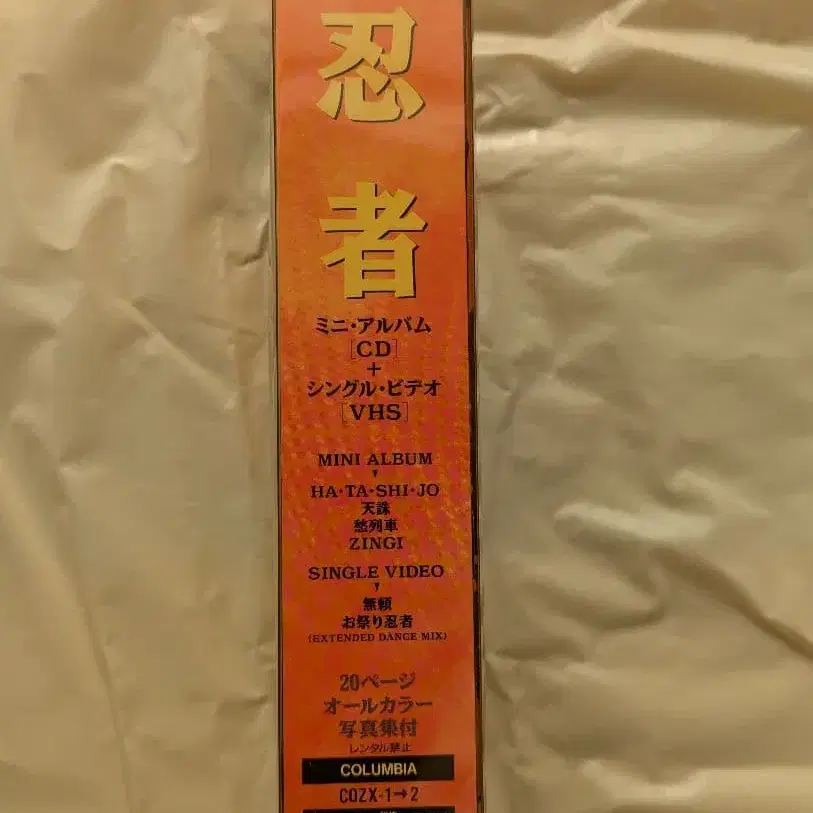 忍
者
ミニ・アルバム
[CD]
+
シングル・ビデオ
[VHS]
MINI ALBUM
▼
HA・TA・SHI・JO
天誅
愁列車
ZINGI
SINGLE VIDEO
▼
無頼
お祭り忍者
(EXTENDED DANCE MIX)
20ページ
オールカラー
写真集付
レンタル禁止
COLUMBIA
COZX-1→2